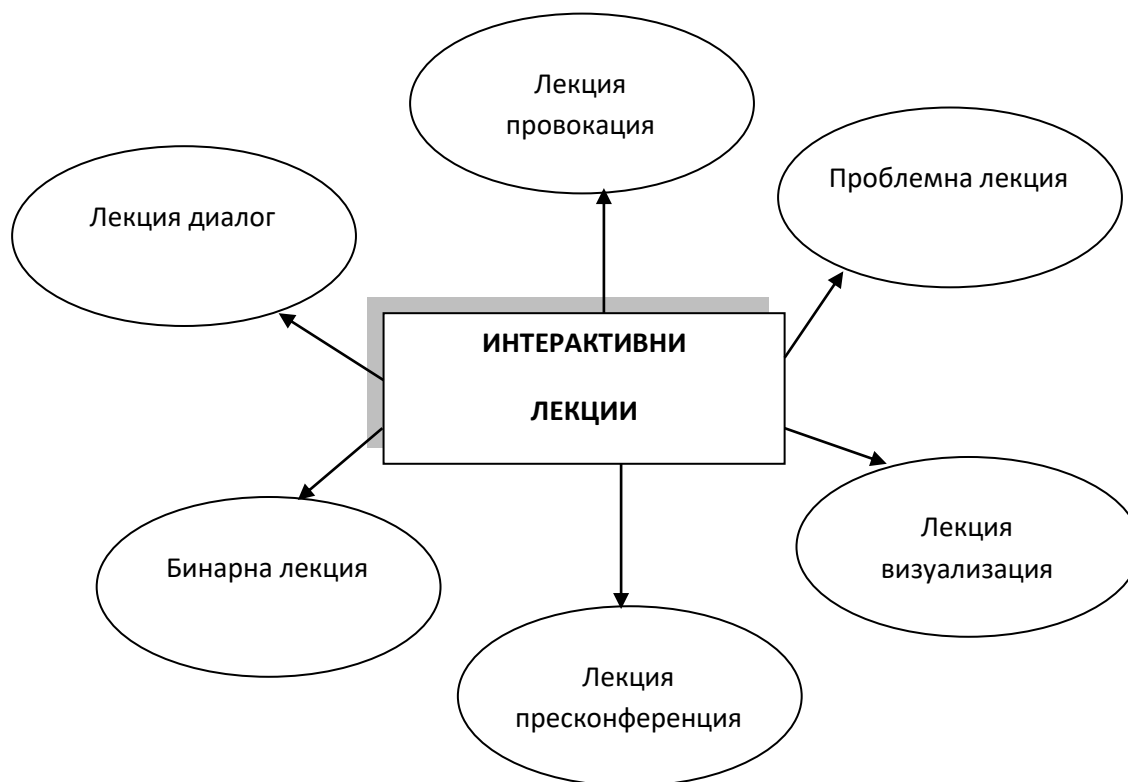 Лекция
провокация
Проблемна лекция
Лекция диалог
ИНТЕРАКТИВНИ
ЛЕКЦИИ
Лекция
визуализация
Бинарна лекция
Лекция
пресконференция